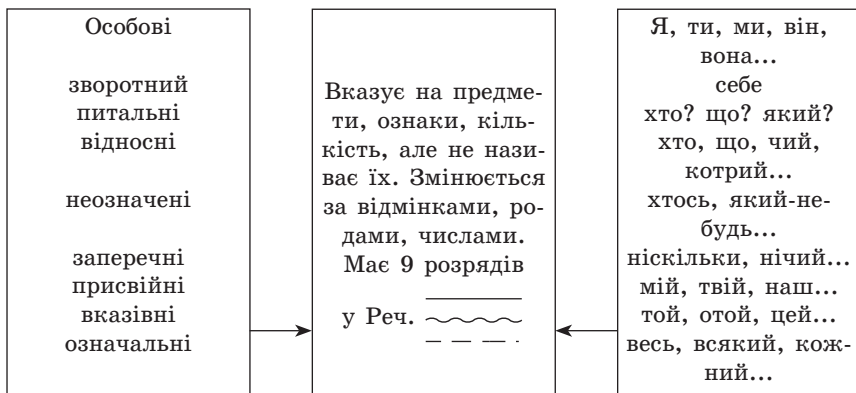 Особові
зворотний
питальні
відносні
неозначені
заперечні
присвійні
вказівні
означальні
Вказує на предме-
ти, ознаки, кіль-
кість, але не нази-
ває їх. Змінюється
за відмінками, ро-
дами, числами.
Має 9 розрядів
у Реч.
Я, ти, ми, він,
вона...
себе
хто? що? який?
хто, що, чий,
котрий...
хтось, який-не-
будь...
ніскільки, нічий...
мій, твій, наш...
той, отой, цей...
весь, всякий, кож-
ний...